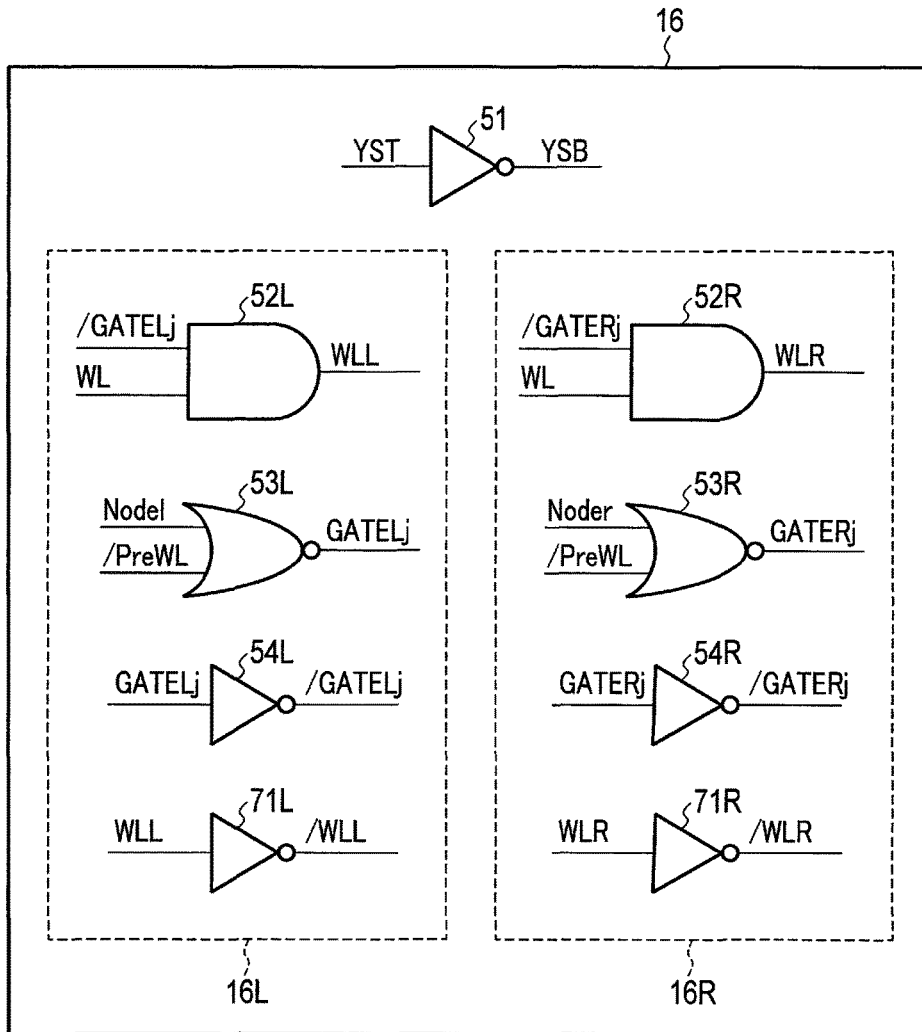 16
51
YST YSB
52L
/GATELj
WL
WLL
53L
Nodel
/PreWL
GATELj
54L
GATELj /GATELj
71L
WLL /WLL
16L
52R
/GATERj
WL
WLR
53R
Noder
/PreWL
GATERj
54R
GATERj /GATERj
71R
WLR /WLR
16R